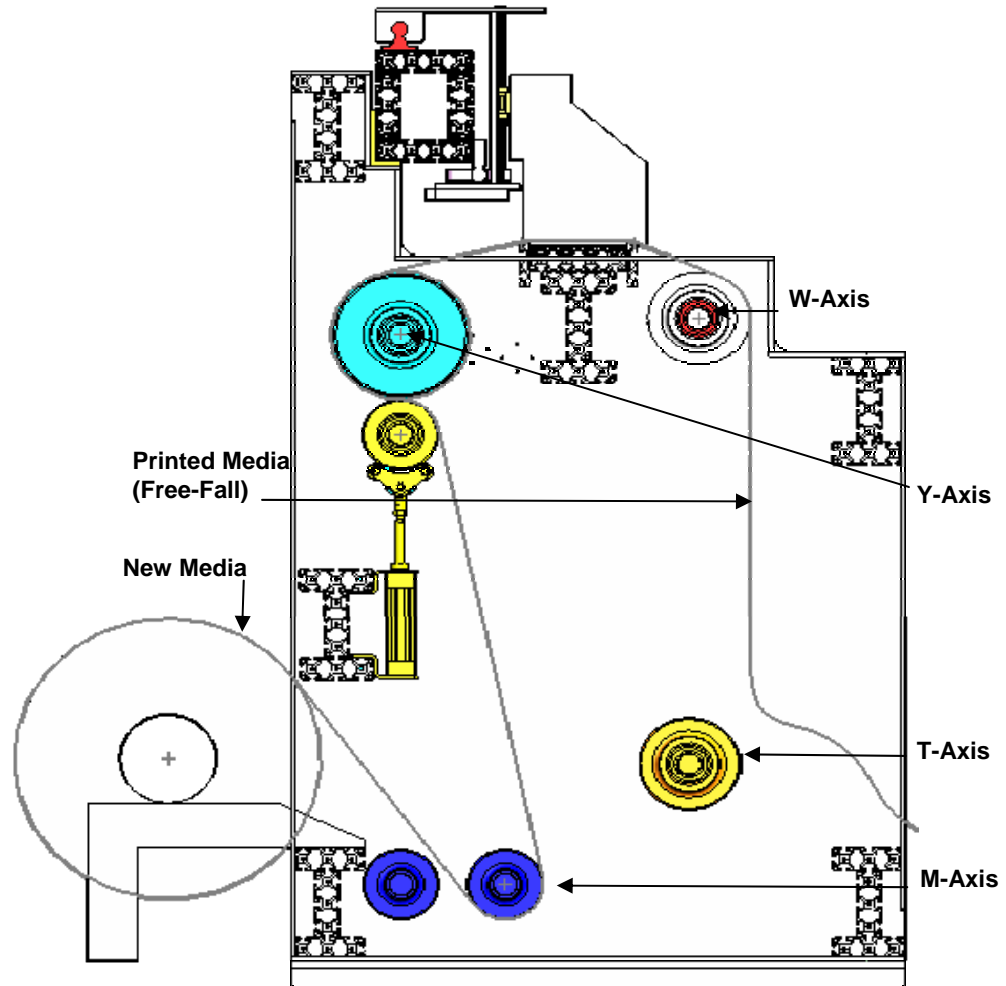 W-Axis
Printed Media
(Free-Fall)
Y-Axis
New Media
T-Axis
M-Axis